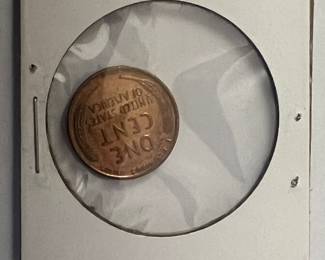 ONE
CENT
UNITED STATES
OF AMERICA